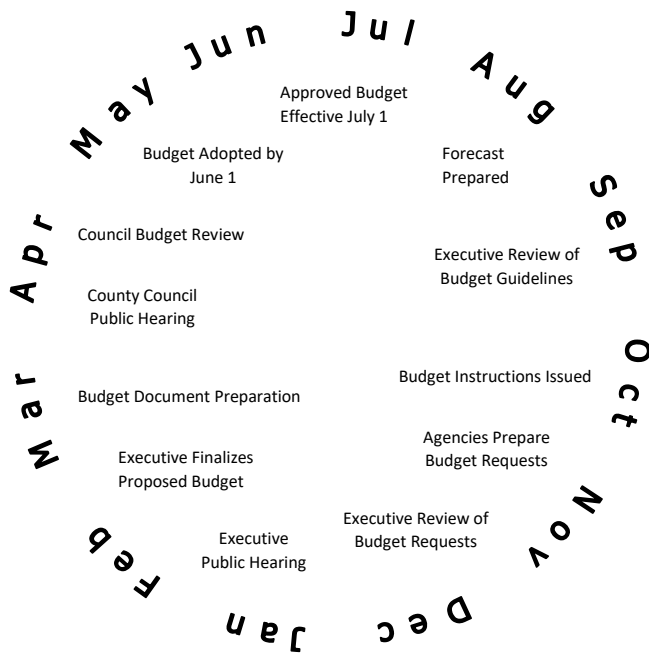 Jul
Aug
Sep
Oct
Nov
Dec
Jan
Feb
Mar
Apr
May
Jun
Approved Budget
Effective July 1
Forecast
Prepared
Executive Review of
Budget Guidelines
Budget Instructions Issued
Agencies Prepare
Budget Requests
Executive Review of
Budget Requests
Executive
Public Hearing
Executive Finalizes
Proposed Budget
Budget Document Preparation
County Council
Public Hearing
Council Budget Review
Budget Adopted by
June 1